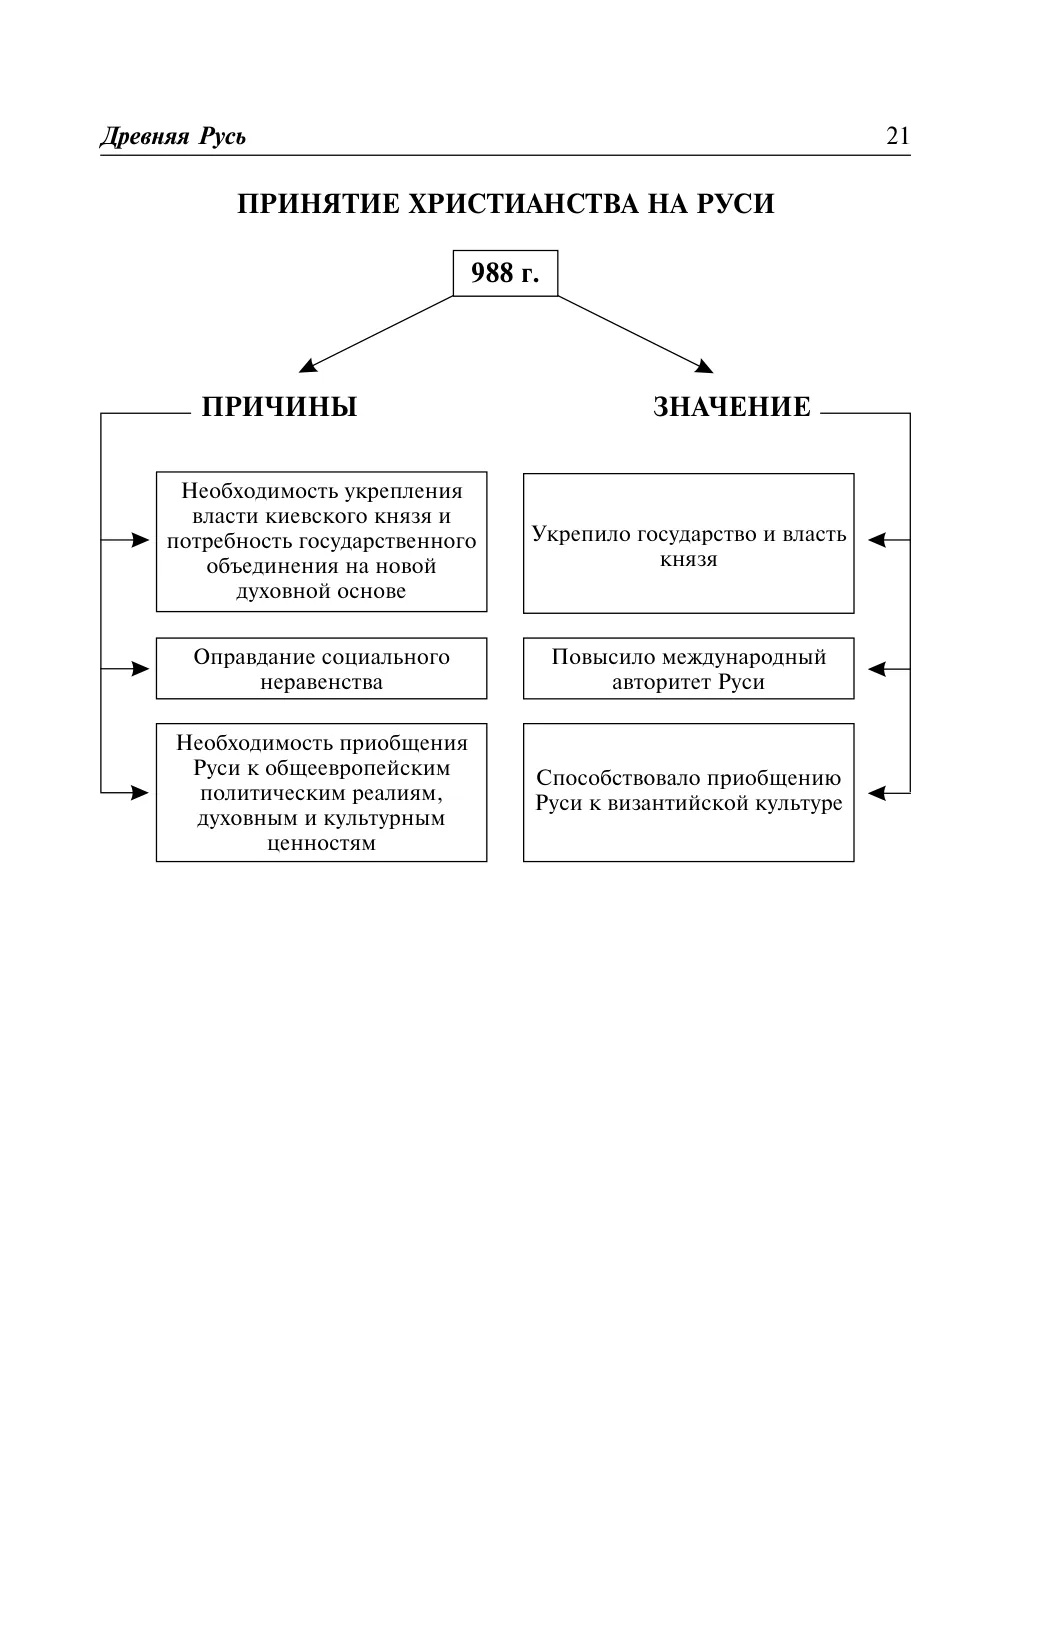 Древняя Русь 21
ПРИНЯТИЕ ХРИСТИАНСТВА НА РУСИ
988 г.
ПРИЧИНЫ
Необходимость укрепления
власти киевского князя и
потребность государственного
объединения на новой
духовной основе
Оправдание социального
неравенства
Необходимость приобщения
Руси к общеевропейским
политическим реалиям,
духовным и культурным
ценностям
ЗНАЧЕНИЕ
Укрепило государство и власть
князя
Повысило международный
авторитет Руси
Способствовало приобщению
Руси к византийской культуре